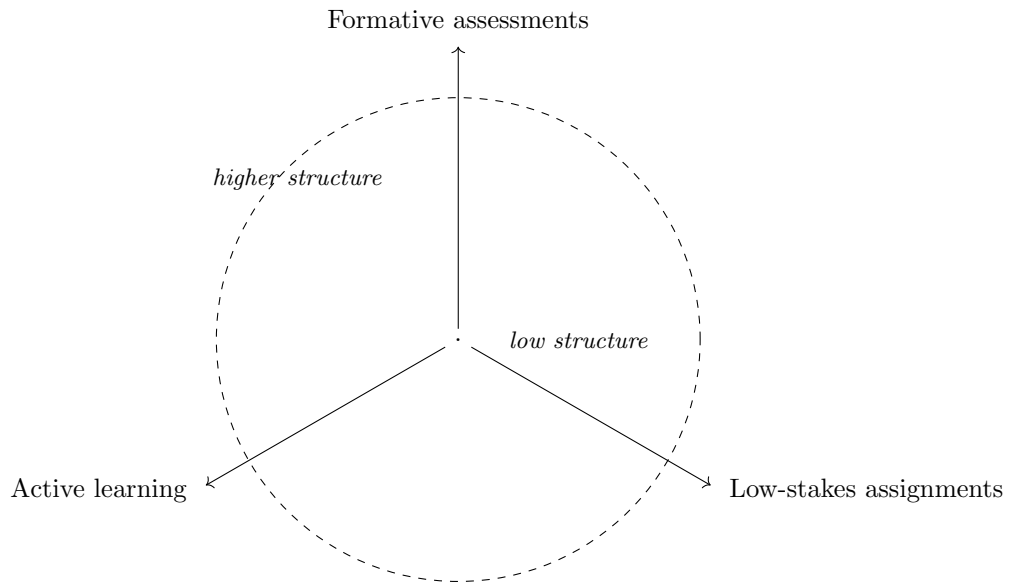 Formative assessments
higher structure
low structure
Active learning
Low-stakes assignments